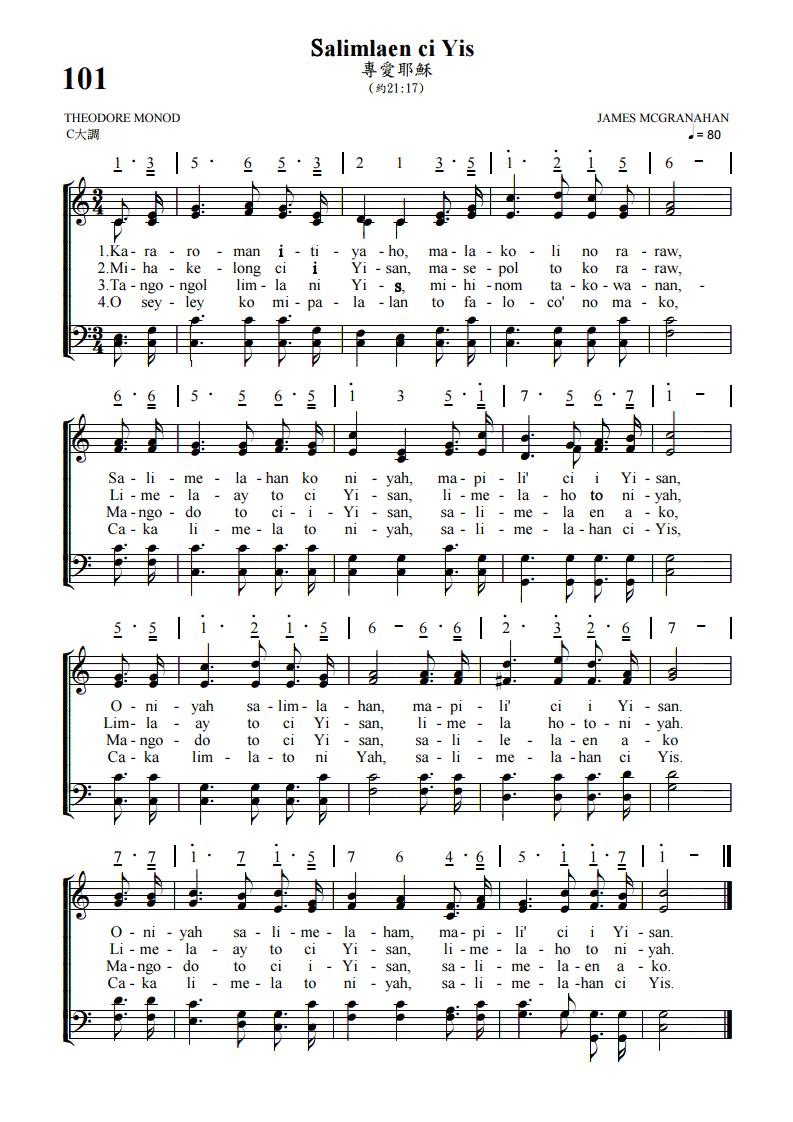 Salimlaen ci Yis
專愛耶穌
(約21:17)
101
THEODORE MONOD
JAMES MCGRANAHAN
C大調
= 80
1 · 3 | 5 · 6 5 · 3 | 2 1 3 · 5 | 1 · 2 1 5 | 6 - |
1.Ka - ra - ro - man i - ti - ya - ho, ma - la - ko - li no ra - raw,
2.Mi - ha - ke - long ci i Yi - san, ma - se - pol to ko ra - raw,
3.Ta - ngo - ngol lim - la ni Yi - s, mi - hi - nom ta - ko - wa - nan, -
4.O sey - ley ko mi - pa - la - lan to fa - lo - co' no ma - ko,
6 · 6 | 5 · 5 6 · 5 | 1 3 5 · 1 | 7 · 5 6 · 7 | 1 - |
Sa - li - me - la - han ko ni - yah, ma - pi - li' ci i Yi - san,
Li - me - la - ay to ci Yi - san, li - me - la - ho to ni - yah,
Ma - ngo - do to ci - i - Yi - san, sa - li - me - la - en a - ko,
Ca - ka li - me - la to ni - yah, sa - li - me - la - han ci - Yis,
5 · 5 | 1 · 2 1 · 5 | 6 - 6 · 6 | 2 · 3 2 · 6 | 7 - |
O - ni - yah sa - lim - la - han, ma - pi - li' ci i Yi - san.
Lim - la - ay to ci Yi - san, li - me - la ho - to - ni - yah.
Ma - ngo - do to ci Yi - san, sa - li - le - la - en a - ko
Ca - ka lim - la - to ni Yah, sa - li - me - la - han ci Yis.
7 · 7 | 1 · 7 1 · 5 | 7 6 4 · 6 | 5 · 1 1 · 7 | 1 - ||
O - ni - yah sa - li - me - la - ham, ma - pi - li' ci i Yi - san.
Li - me - la - ay to ci Yi - san, li - me - la - ho to ni - yah.
Ma - ngo - do to ci i - Yi - san, sa - li - me - la - en a - ko.
Ca - ka li - me - la to ni - yah, sa - li - me - la - han ci Yis.